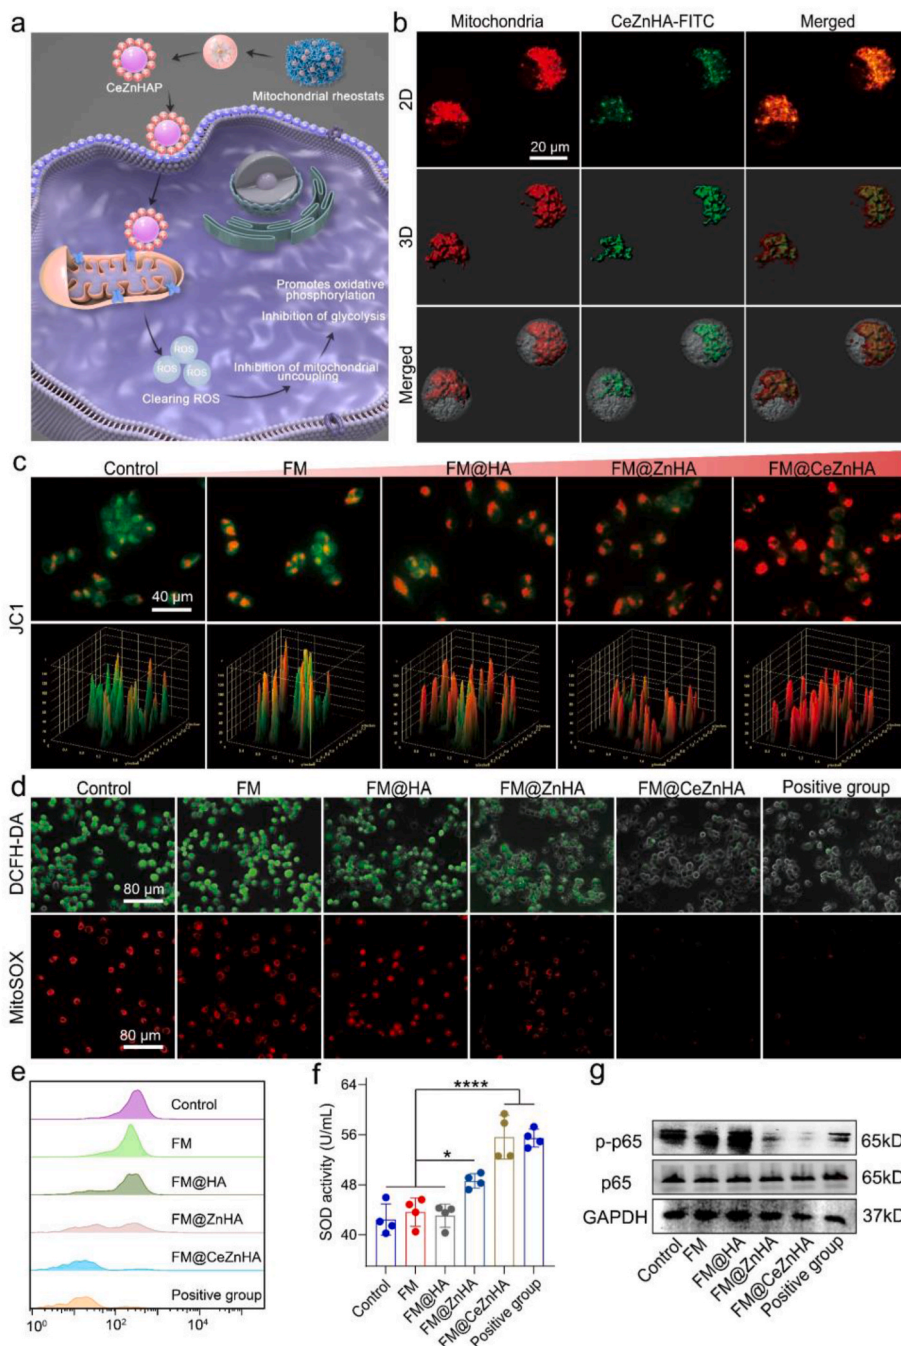 a
CeZnHAP
Mitochondrial rheostats
Promotes oxidative
phosphorylation
Inhibition of glycolysis
Inhibition of mitochondrial
uncoupling
ROS
ROS
ROS
Clearing ROS
b
Mitochondria
CeZnHA-FITC
Merged
2D
20 μm
3D
Merged
c
Control
FM
FM@HA
FM@ZnHA
FM@CeZnHA
JC1
40 μm
d
Control
FM
FM@HA
FM@ZnHA
FM@CeZnHA
Positive group
DCFH-DA
80 μm
MitoSOX
80 μm
e
Control
FM
FM@HA
FM@ZnHA
FM@CeZnHA
Positive group
10⁰ 10² 10⁴
f
SOD activity (U/mL)
64
56
48
40
****
*
Control
FM
FM@HA
FM@ZnHA
FM@CeZnHA
Positive group
g
p-p65 65kD
p65 65kD
GAPDH 37kD
Control
FM
FM@HA
FM@ZnHA
FM@CeZnHA
Positive group